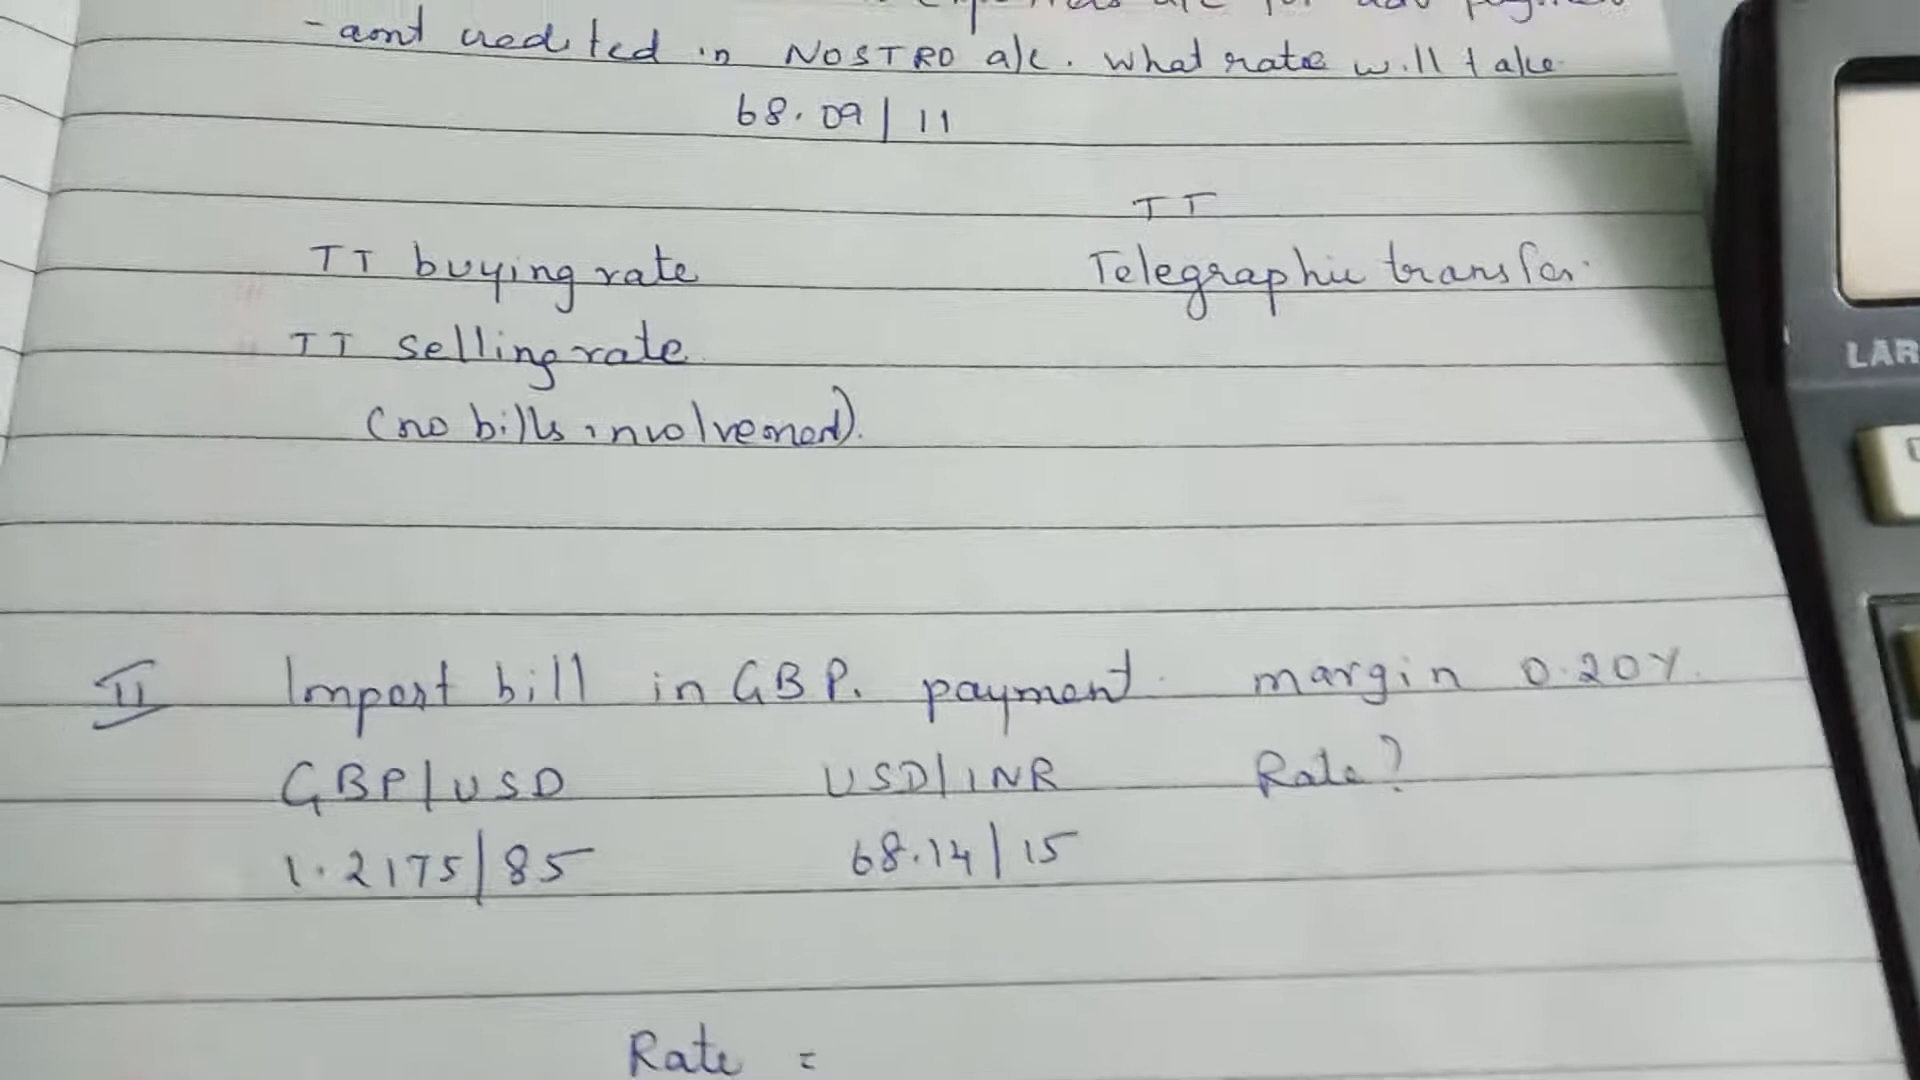 - amt credited in NOSTRO a/c. What rate will take
68.09 | 11
TT
TT buying rate Telegraphic transfer.
TT selling rate
(no bills involvement).
II Import bill in GBP. payment margin 0.20%.
GBP/USD USD/INR Rate?
1.2175/85 68.14/15
Rate =
LAR